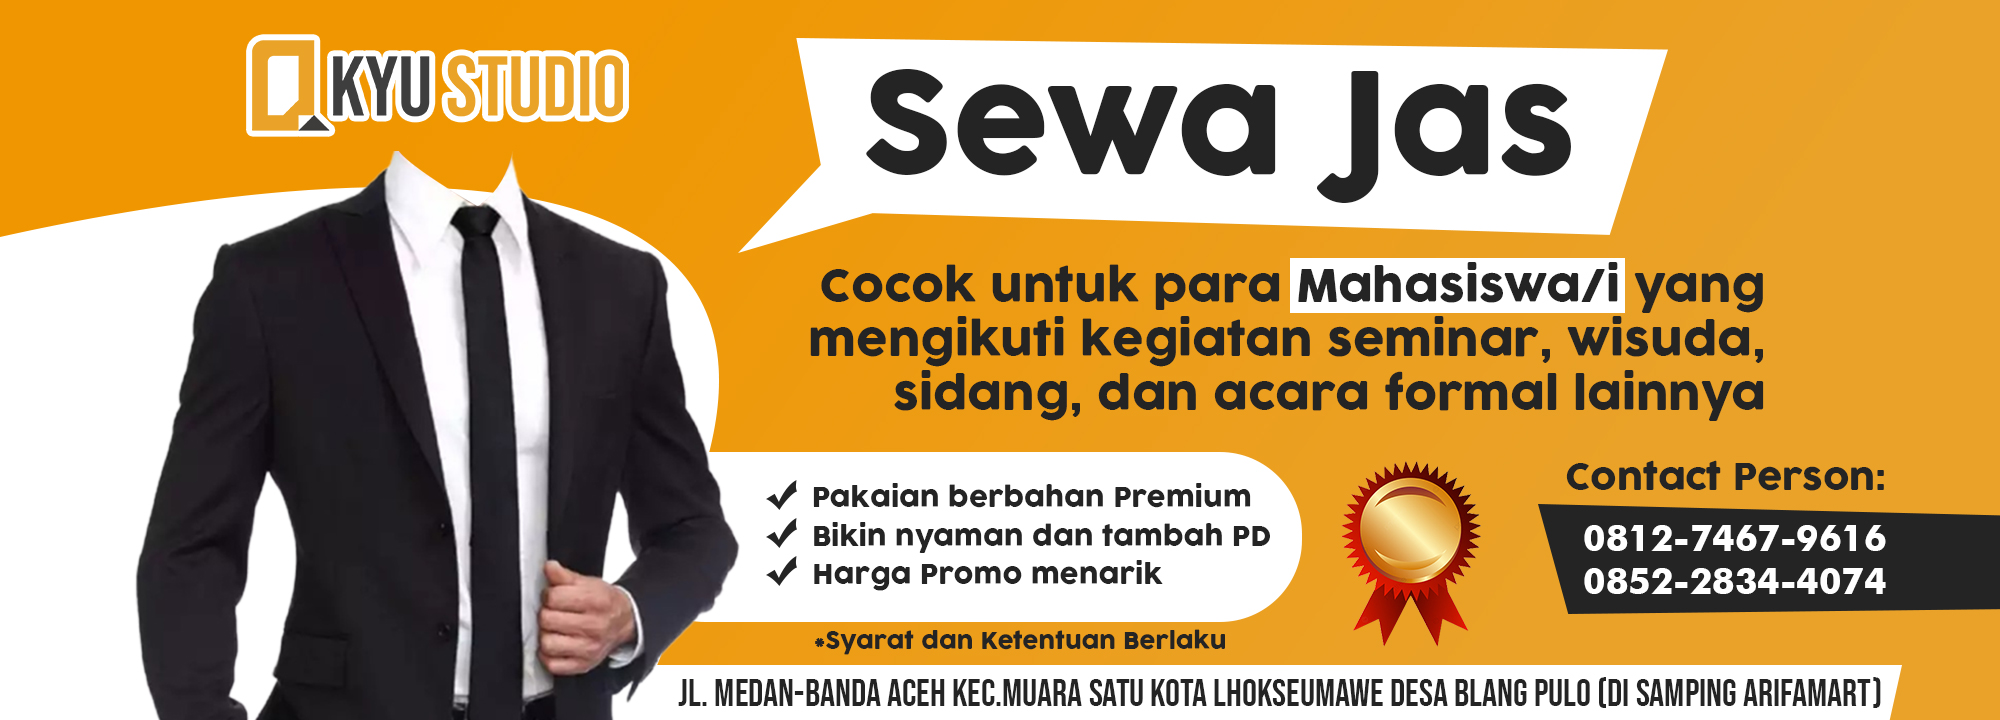 KYU STUDIO
Sewa Jas
Cocok untuk para Mahasiswa/i yang
mengikuti kegiatan seminar, wisuda,
sidang, dan acara formal lainnya
Pakaian berbahan Premium
Bikin nyaman dan tambah PD
Harga Promo menarik
*Syarat dan Ketentuan Berlaku
Contact Person:
0812-7467-9616
0852-2834-4074
JL. MEDAN-BANDA ACEH KEC.MUARA SATU KOTA LHOKSEUMAWE DESA BLANG PULO (DI SAMPING ARIFAMART)